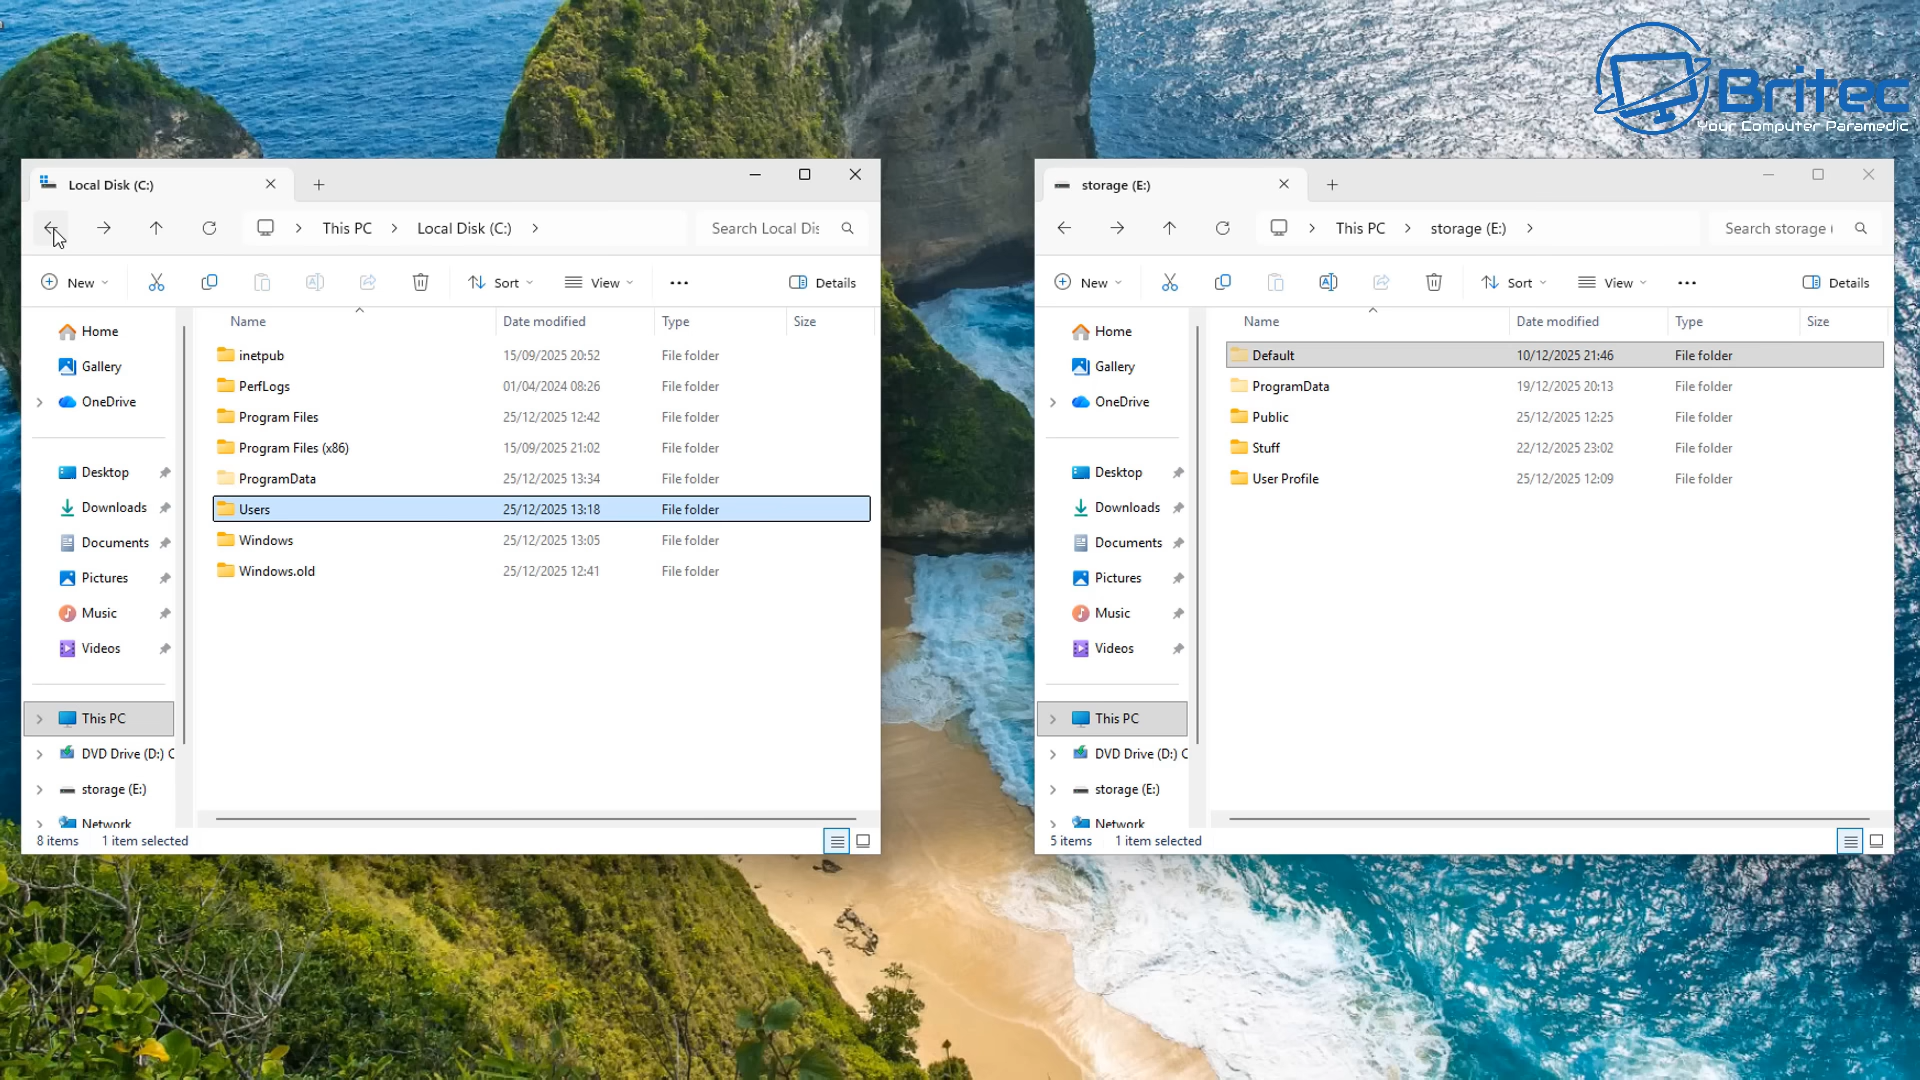 Britec
Your Computer Paramedic
Local Disk (C:)
This PC
Local Disk (C:)
Search Local Dis
New
Sort
View
Details
Home
Gallery
OneDrive
Desktop
Downloads
Documents
Pictures
Music
Videos
This PC
DVD Drive (D:) C
storage (E:)
Network
Name Date modified Type Size
inetpub 15/09/2025 20:52 File folder
PerfLogs 01/04/2024 08:26 File folder
Program Files 25/12/2025 12:42 File folder
Program Files (x86) 15/09/2025 21:02 File folder
ProgramData 25/12/2025 13:34 File folder
Users 25/12/2025 13:18 File folder
Windows 25/12/2025 13:05 File folder
Windows.old 25/12/2025 12:41 File folder
8 items 1 item selected
storage (E:)
This PC
storage (E:)
Search storage (
New
Sort
View
Details
Home
Gallery
OneDrive
Desktop
Downloads
Documents
Pictures
Music
Videos
This PC
DVD Drive (D:) C
storage (E:)
Network
Name Date modified Type Size
Default 10/12/2025 21:46 File folder
ProgramData 19/12/2025 20:13 File folder
Public 25/12/2025 12:25 File folder
Stuff 22/12/2025 23:02 File folder
User Profile 25/12/2025 12:09 File folder
5 items 1 item selected